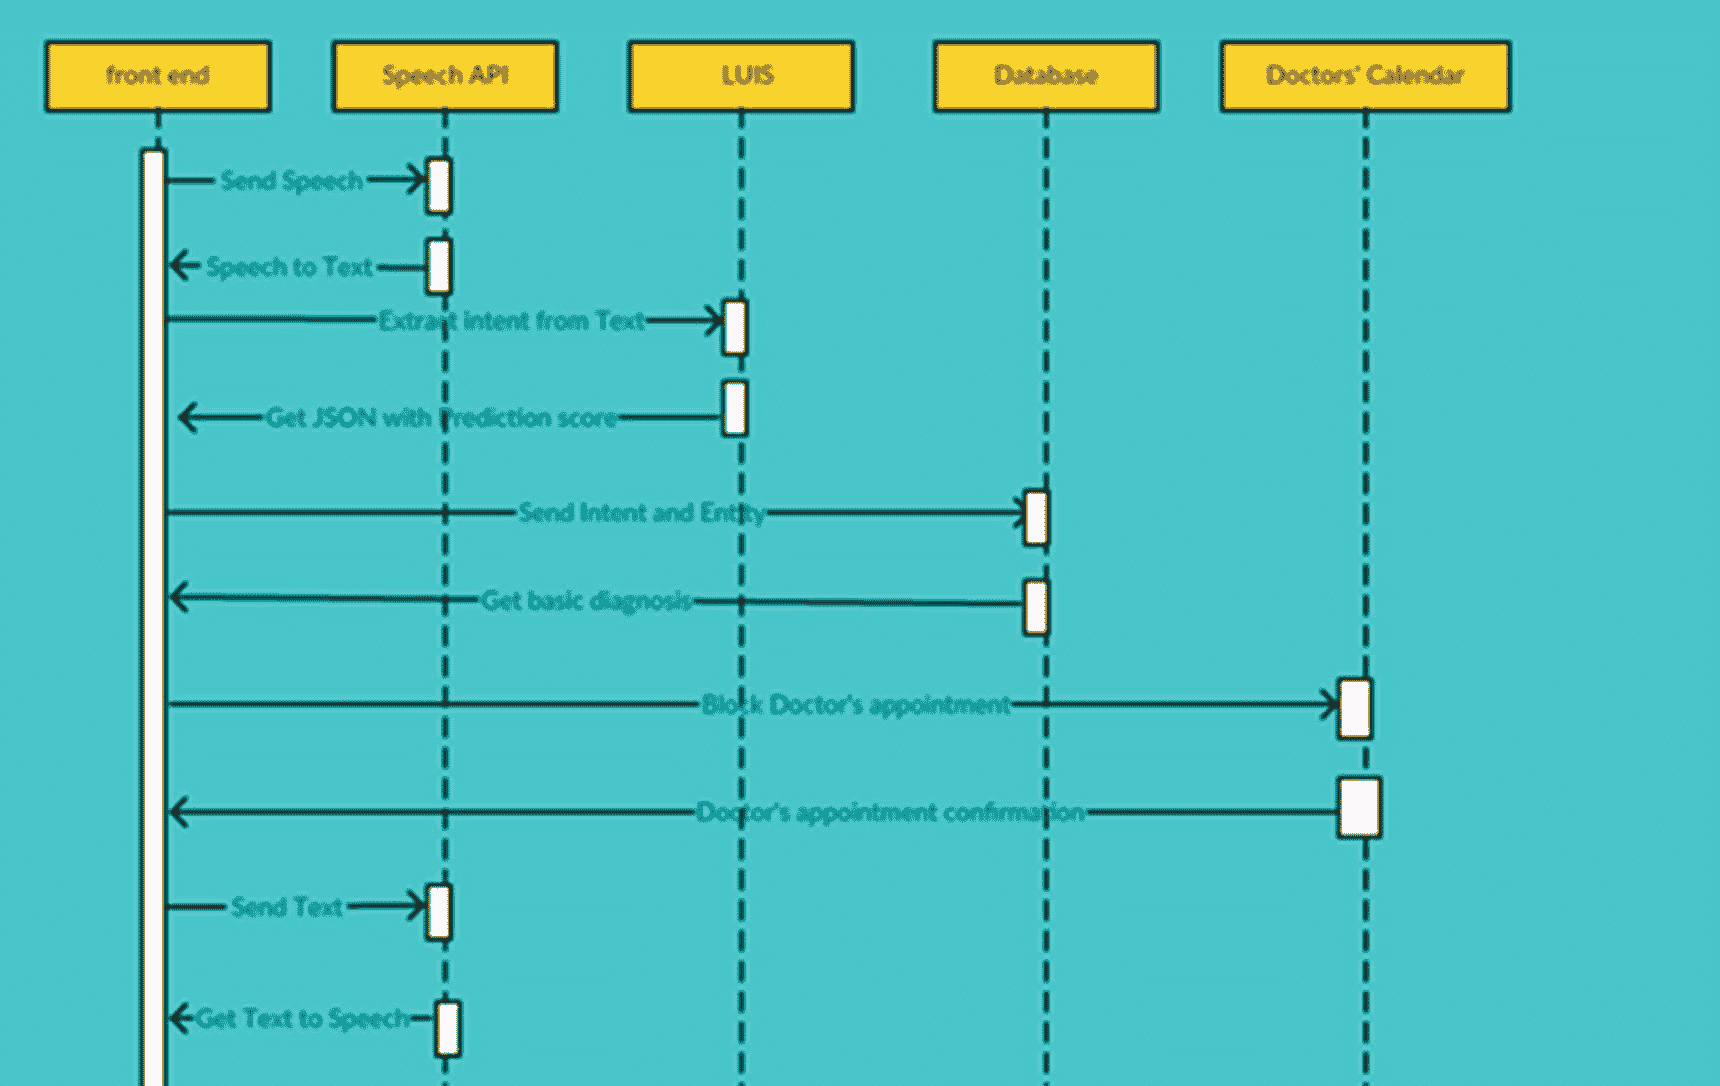 front end
Speech API
LUIS
Database
Doctors' Calendar
Send Speech
Speech to Text
Extract intent from Text
Get JSON with Prediction score
Send Intent and Entity
Get basic diagnosis
Block Doctor's appointment
Doctor's appointment confirmation
Send Text
Get Text to Speech